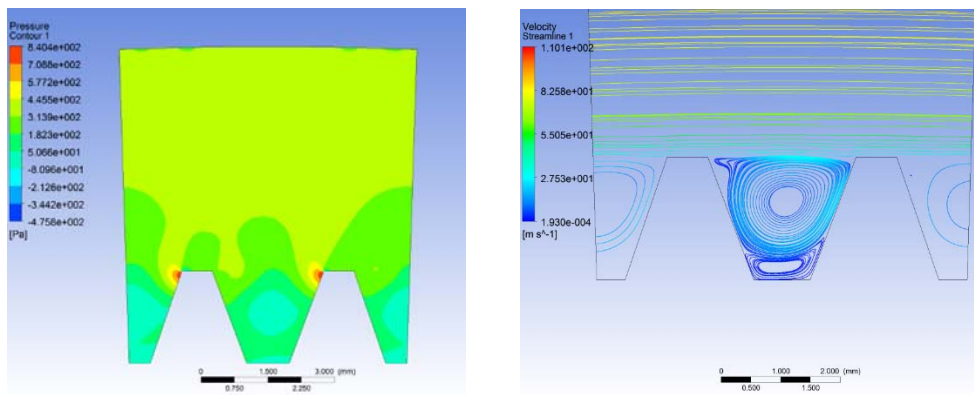 Pressure
Contour 1
8.404e+002
7.088e+002
5.772e+002
4.455e+002
3.139e+002
1.823e+002
5.066e+001
-8.096e+001
-2.126e+002
-3.442e+002
-4.758e+002
[Pa]
0 1.500 3.000 (mm)
0.750 2.250
Velocity
Streamline 1
1.101e+002
8.258e+001
5.505e+001
2.753e+001
1.930e-004
[m s^-1]
0 1.000 2.000 (mm)
0.500 1.500